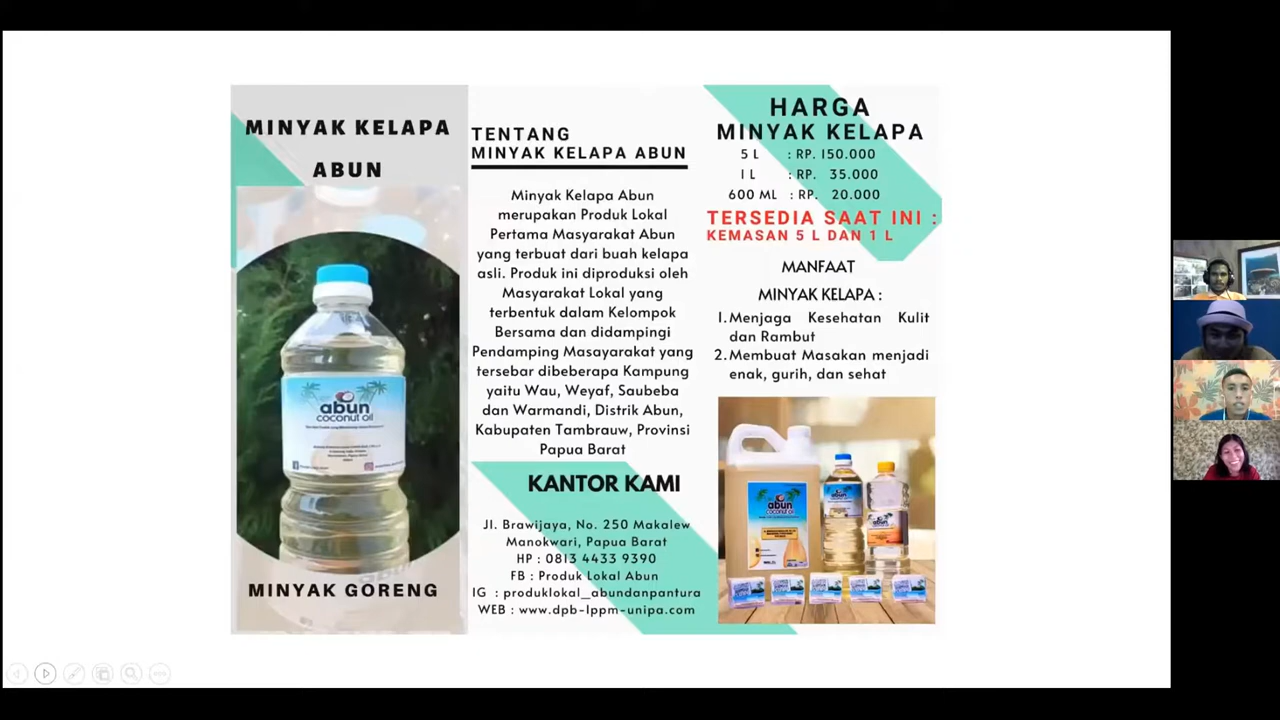 MINYAK KELAPA
ABUN
abun
coconut oil
MINYAK GORENG
TENTANG
MINYAK KELAPA ABUN
Minyak Kelapa Abun
merupakan Produk Lokal
Pertama Masyarakat Abun
yang terbuat dari buah kelapa
asli. Produk ini diproduksi oleh
Masyarakat Lokal yang
terbentuk dalam Kelompok
Bersama dan didampingi
Pendamping Masayarakat yang
tersebar dibeberapa Kampung
yaitu Wau, Weyaf, Saubeba
dan Warmandi, Distrik Abun,
Kabupaten Tambrauw, Provinsi
Papua Barat
KANTOR KAMI
Jl. Brawijaya, No. 250 Makalew
Manokwari, Papua Barat
HP : 0813 4433 9390
FB : Produk Lokal Abun
IG : produklokal_abundanpantura
WEB : www.dpb-lppm-unipa.com
HARGA
MINYAK KELAPA
5 L : RP. 150.000
1 L : RP. 35.000
600 ML : RP. 20.000
TERSEDIA SAAT INI :
KEMASAN 5 L DAN 1 L
MANFAAT
MINYAK KELAPA :
1. Menjaga Kesehatan Kulit
dan Rambut
2. Membuat Masakan menjadi
enak, gurih, dan sehat
abun
coconut oil
abun
abun